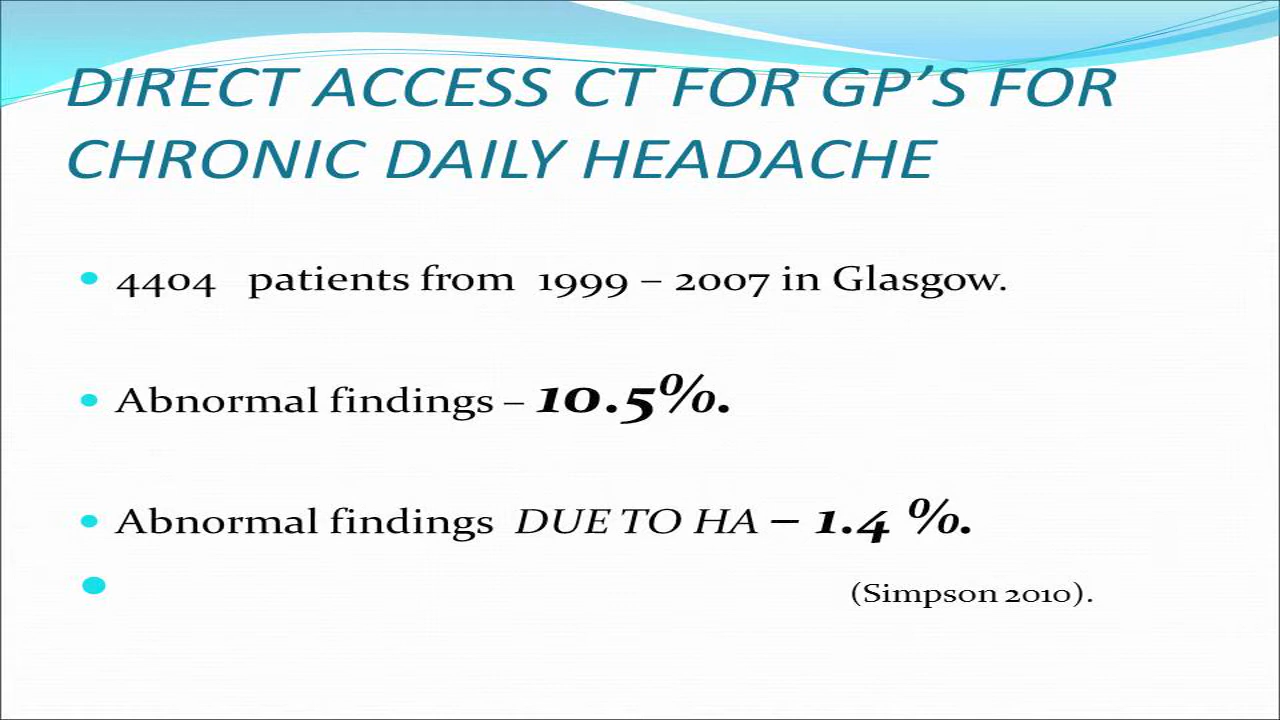 DIRECT ACCESS CT FOR GP’S FOR
CHRONIC DAILY HEADACHE
• 4404 patients from 1999 – 2007 in Glasgow.
• Abnormal findings – 10.5%.
• Abnormal findings DUE TO HA – 1.4 %.
• (Simpson 2010).